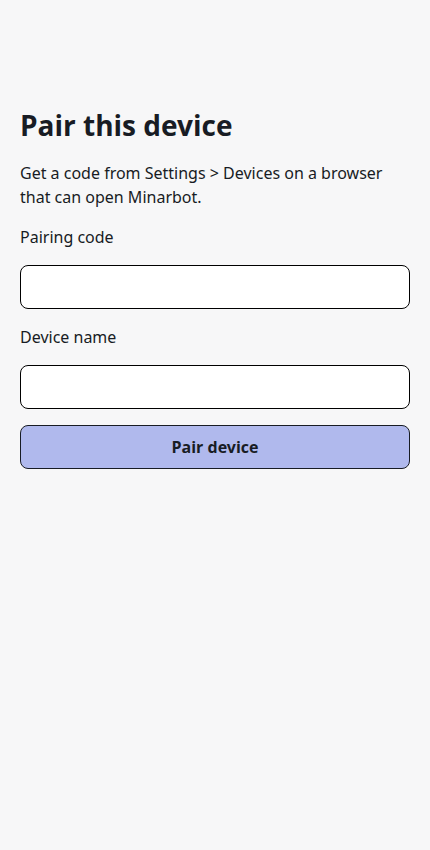 Pair this device
Get a code from Settings > Devices on a browser
that can open Minarbot.
Pairing code
Device name
Pair device